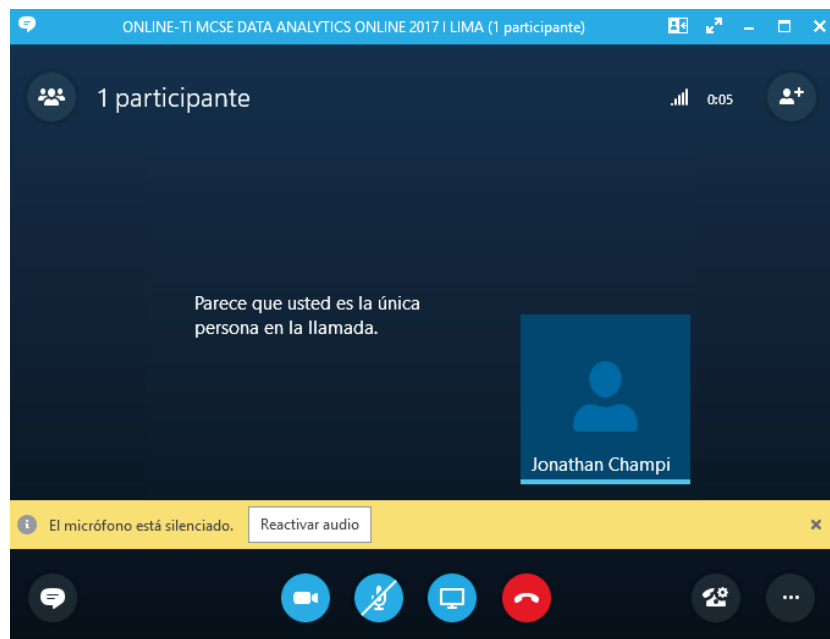 ONLINE-TI MCSE DATA ANALYTICS ONLINE 2017 I LIMA (1 participante)
1 participante
0:05
Parece que usted es la única
persona en la llamada.
Jonathan Champi
El micrófono está silenciado.
Reactivar audio